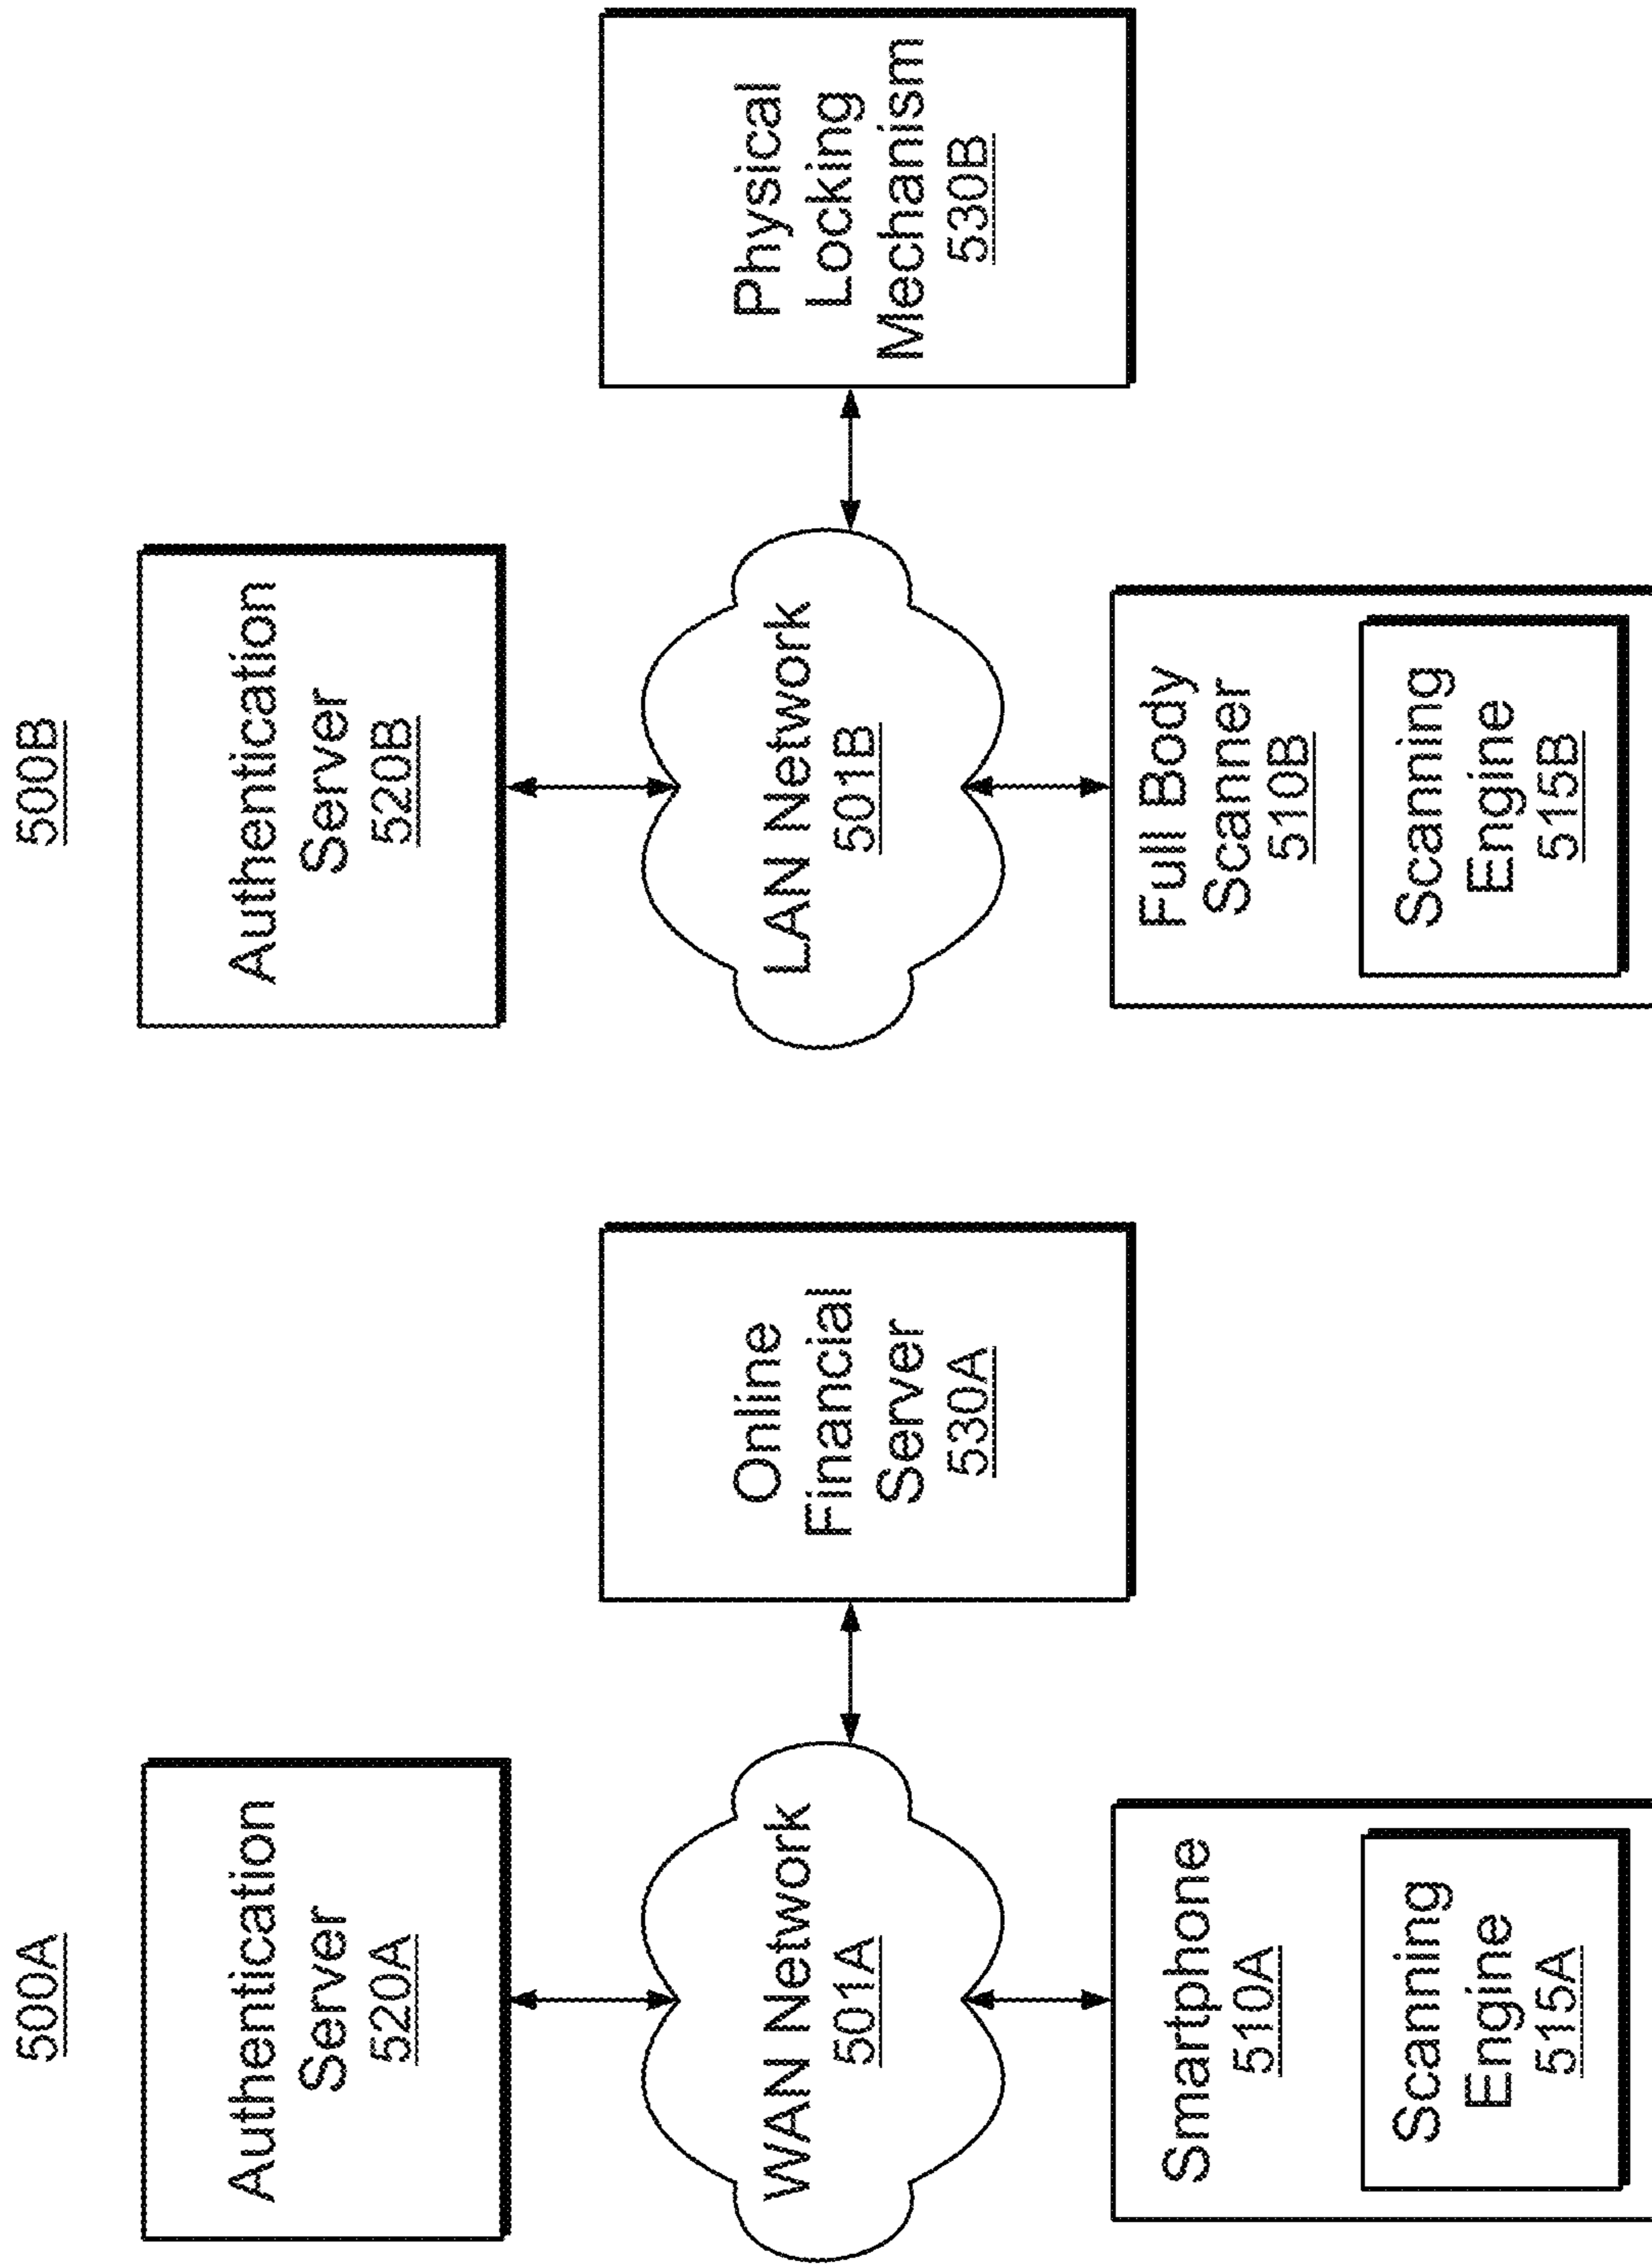 500A
Authentication
Server
520A
WAN Network
501A
Online
Financial
Server
530A
Smartphone
510A
Scanning
Engine
515A
500B
Authentication
Server
520B
LAN Network
501B
Physical
Locking
Mechanism
530B
Full Body
Scanner
510B
Scanning
Engine
515B